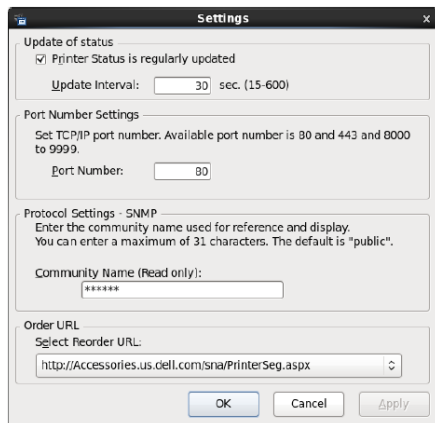 Settings
x
Update of status
Printer Status is regularly updated
Update Interval: 30 sec. (15-600)
Port Number Settings
Set TCP/IP port number. Available port number is 80 and 443 and 8000
to 9999.
Port Number: 80
Protocol Settings - SNMP
Enter the community name used for reference and display.
You can enter a maximum of 31 characters. The default is "public".
Community Name (Read only):
******
Order URL
Select Reorder URL:
http://Accessories.us.dell.com/sna/PrinterSeg.aspx
OK Cancel Apply